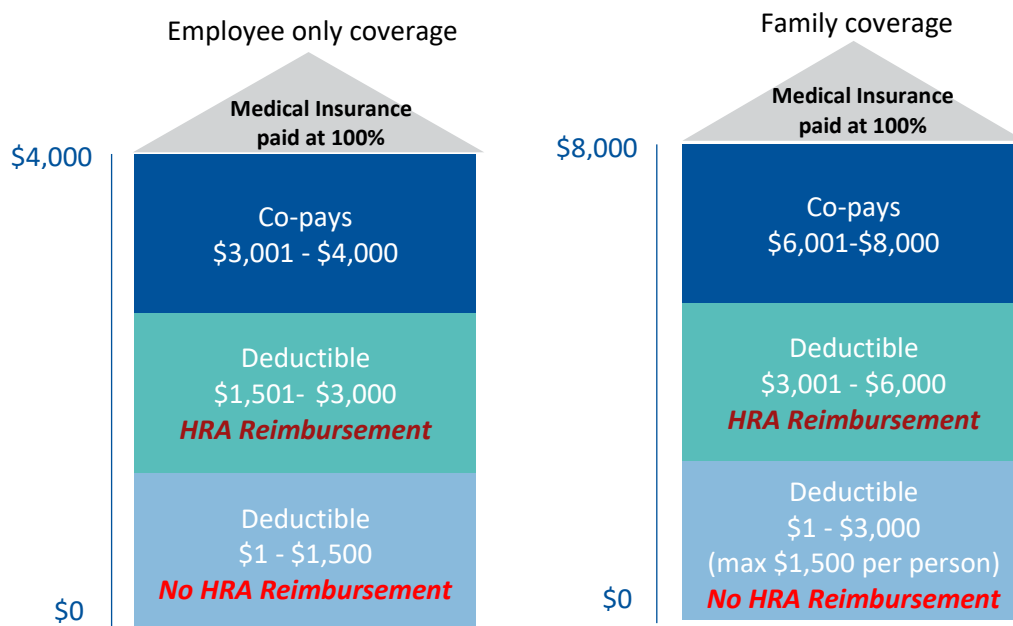 Employee only coverage
Medical Insurance
paid at 100%
$4,000
Co-pays
$3,001 - $4,000
Deductible
$1,501- $3,000
HRA Reimbursement
Deductible
$1 - $1,500
No HRA Reimbursement
$0
Family coverage
Medical Insurance
paid at 100%
$8,000
Co-pays
$6,001-$8,000
Deductible
$3,001 - $6,000
HRA Reimbursement
Deductible
$1 - $3,000
(max $1,500 per person)
No HRA Reimbursement
$0